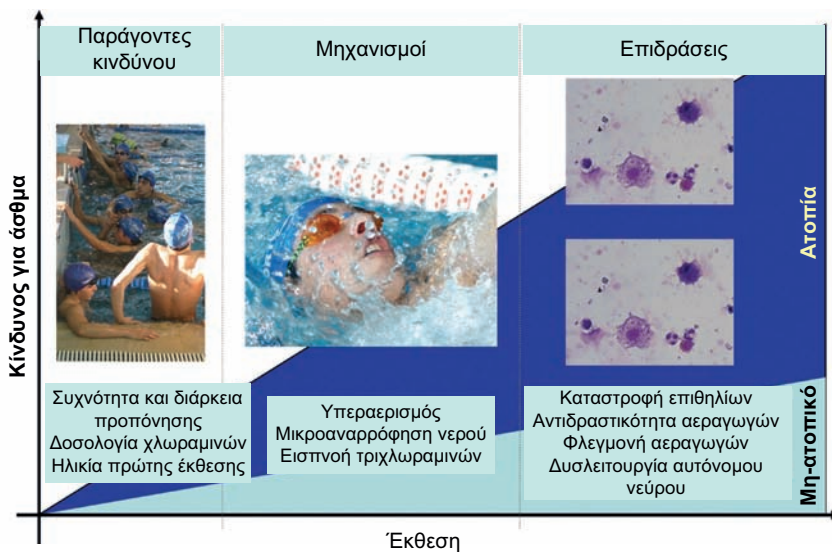 Παράγοντες
κινδύνου
Μηχανισμοί
Επιδράσεις
Κίνδυνος για άσθμα
Συχνότητα και διάρκεια
προπόνησης
Δοσολογία χλωραμινών
Ηλικία πρώτης έκθεσης
Υπεραερισμός
Μικροαναρρόφηση νερού
Εισπνοή τριχλωραμινών
Καταστροφή επιθηλίων
Αντιδραστικότητα αεραγωγών
Φλεγμονή αεραγωγών
Δυσλειτουργία αυτόνομου
νεύρου
Ατοπία
Μη-ατοπικό
Έκθεση